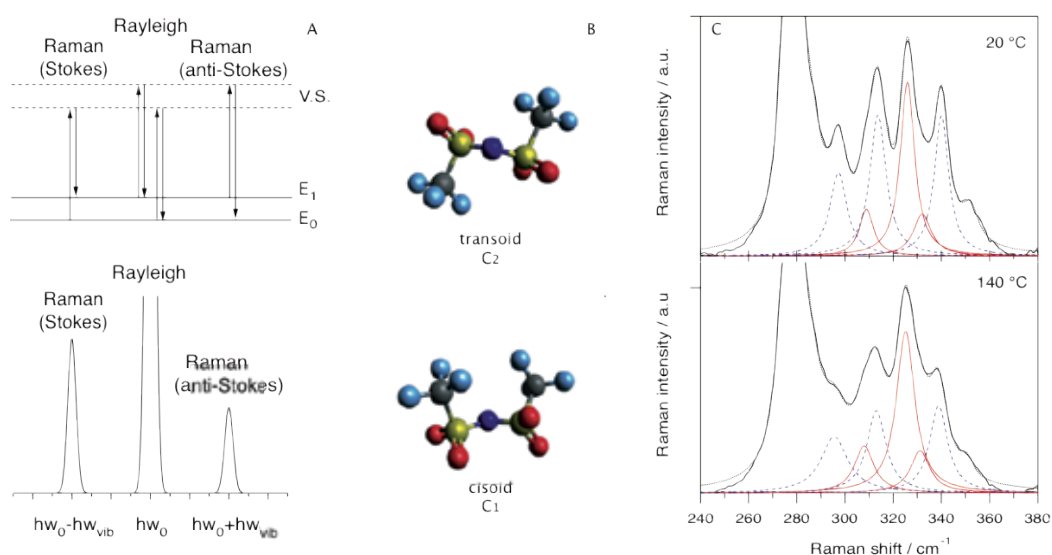 A
Rayleigh
Raman
(Stokes)
Raman
(anti-Stokes)
V.S.
E1
E0
Rayleigh
Raman
(Stokes)
Raman
(anti-Stokes)
hw0-hwvib
hw0
hw0+hwvib
B
transoid
C2
cisoid
C1
C
20 °C
Raman intensity / a.u.
140 °C
Raman intensity / a.u
240
260
280
300
320
340
360
380
Raman shift / cm-1